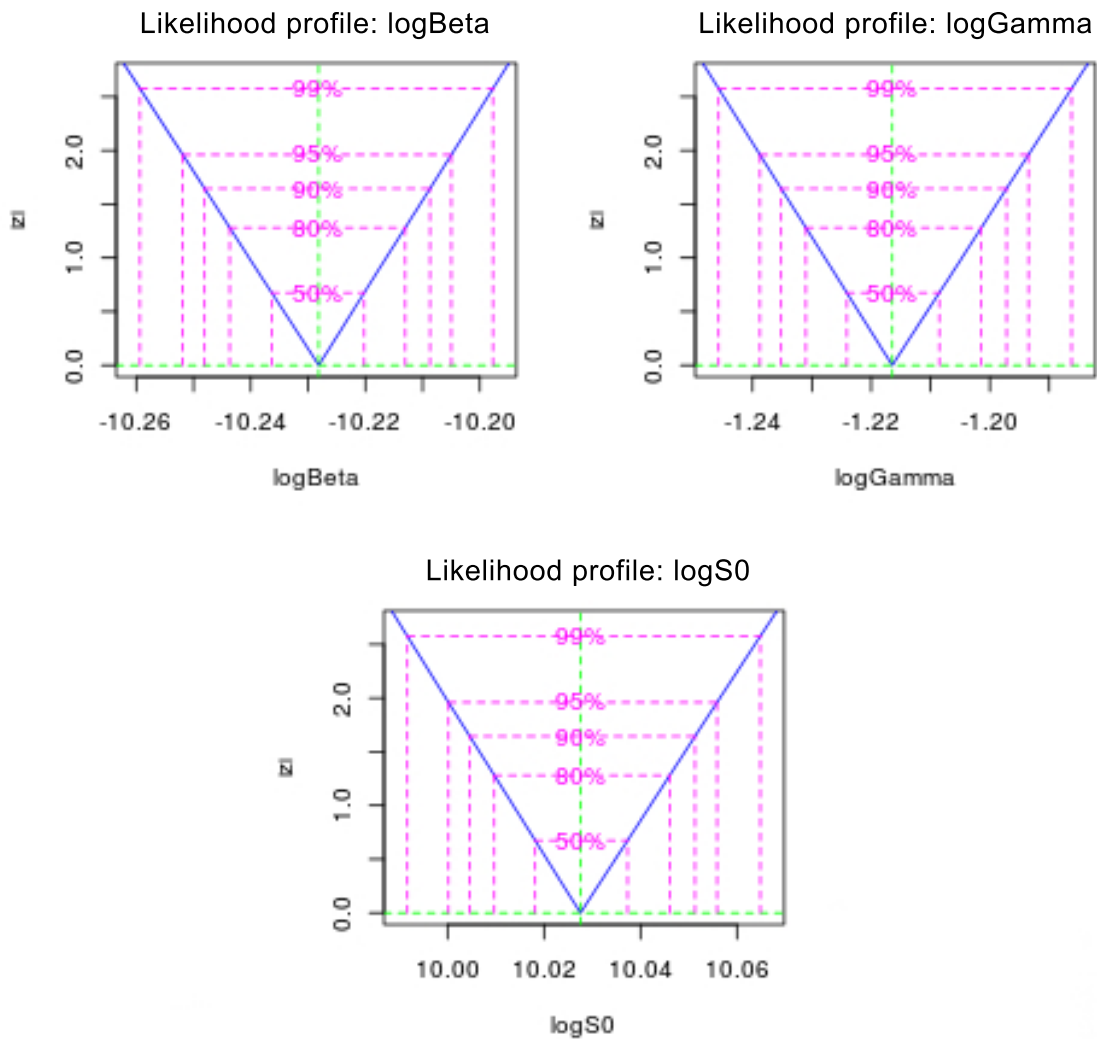 Likelihood profile: logBeta
99%
95%
90%
80%
50%
2.0
1.0
0.0
|z|
-10.26 -10.24 -10.22 -10.20
logBeta
Likelihood profile: logGamma
99%
95%
90%
80%
50%
2.0
1.0
0.0
|z|
-1.24 -1.22 -1.20
logGamma
Likelihood profile: logS0
99%
95%
90%
80%
50%
2.0
1.0
0.0
|z|
10.00 10.02 10.04 10.06
logS0